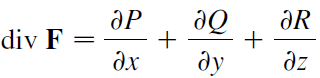 div F = ∂P/∂x + ∂Q/∂y + ∂R/∂z